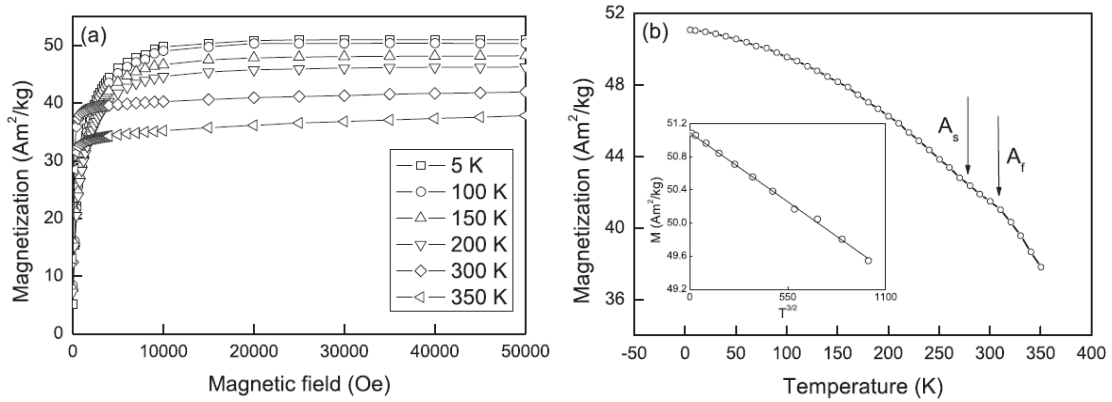 (a)
Magnetization (Am²/kg)
50
40
30
20
10
0
5 K
100 K
150 K
200 K
300 K
350 K
0 10000 20000 30000 40000 50000
Magnetic field (Oe)
(b)
Magnetization (Am²/kg)
52
48
44
40
36
As
Af
M (Am²/kg)
51.2
50.8
50.4
50.0
49.6
49.2
0 550 1100
T³/²
-50 0 50 100 150 200 250 300 350 400
Temperature (K)